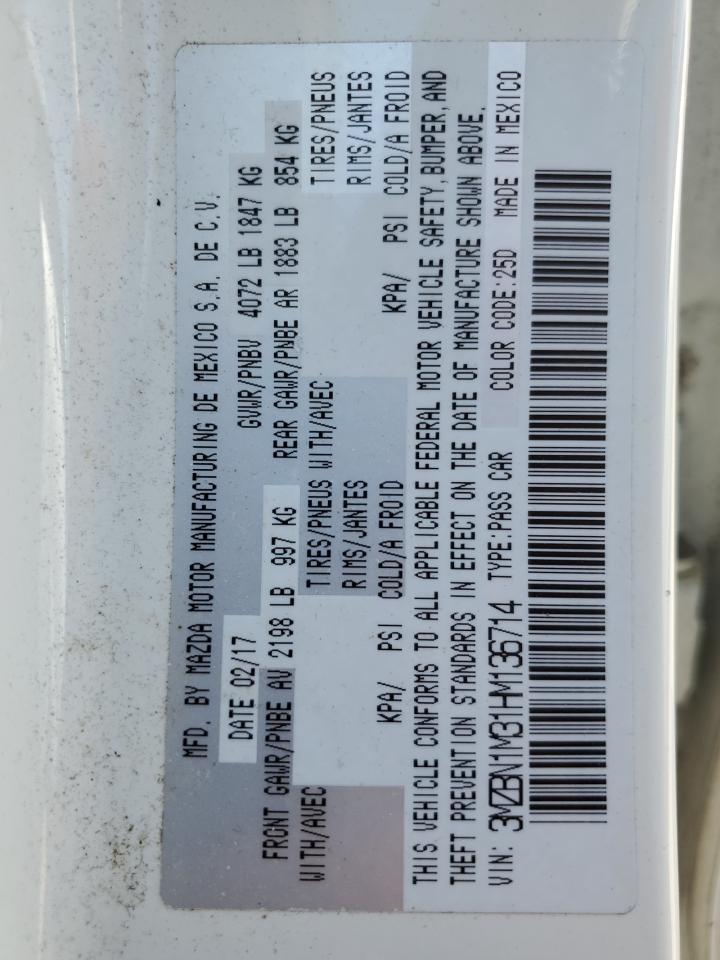 MFD. BY MAZDA MOTOR MANUFACTURING DE MEXICO S.A. DE C.V.
DATE 02/17 GVWR/PNBV 4072 LB 1847 KG
FRONT GAWR/PNBE AV 2198 LB 997 KG REAR GAWR/PNBE AR 1883 LB 854 KG
WITH/AVEC TIRES/PNEUS WITH/AVEC TIRES/PNEUS
RIMS/JANTES RIMS/JANTES
KPA/ PSI COLD/A FROID KPA/ PSI COLD/A FROID
THIS VEHICLE CONFORMS TO ALL APPLICABLE FEDERAL MOTOR VEHICLE SAFETY, BUMPER, AND
THEFT PREVENTION STANDARDS IN EFFECT ON THE DATE OF MANUFACTURE SHOWN ABOVE.
VIN: 3MZBN1M31HM136714 TYPE:PASS CAR COLOR CODE:25D MADE IN MEXICO